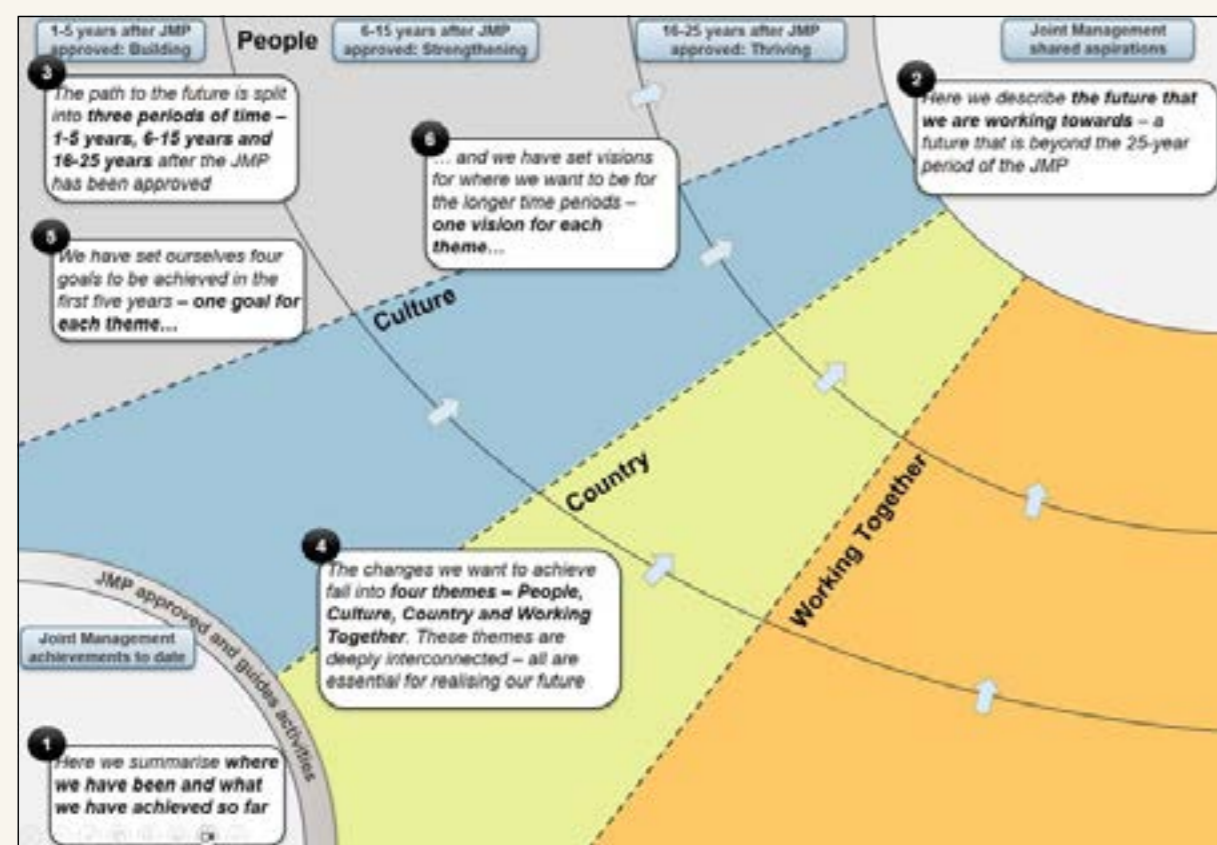 1-5 years after JMP
approved: Building
People
6-15 years after JMP
approved: Strengthening
16-25 years after JMP
approved: Thriving
Joint Management
shared aspirations
3
The path to the future is split
into three periods of time –
1-5 years, 6-15 years and
16-25 years after the JMP
has been approved
6
… and we have set visions
for where we want to be for
the longer time periods –
one vision for each
theme…
2
Here we describe the future that
we are working towards – a
future that is beyond the 25-year
period of the JMP
5
We have set ourselves four
goals to be achieved in the
first five years – one goal for
each theme…
Culture
Country
Working Together
4
The changes we want to achieve
fall into four themes – People,
Culture, Country and Working
Together. These themes are
deeply interconnected – all are
essential for realising our future
JMP approved and guides activities
Joint Management
achievements to date
1
Here we summarise where
we have been and what
we have achieved so far